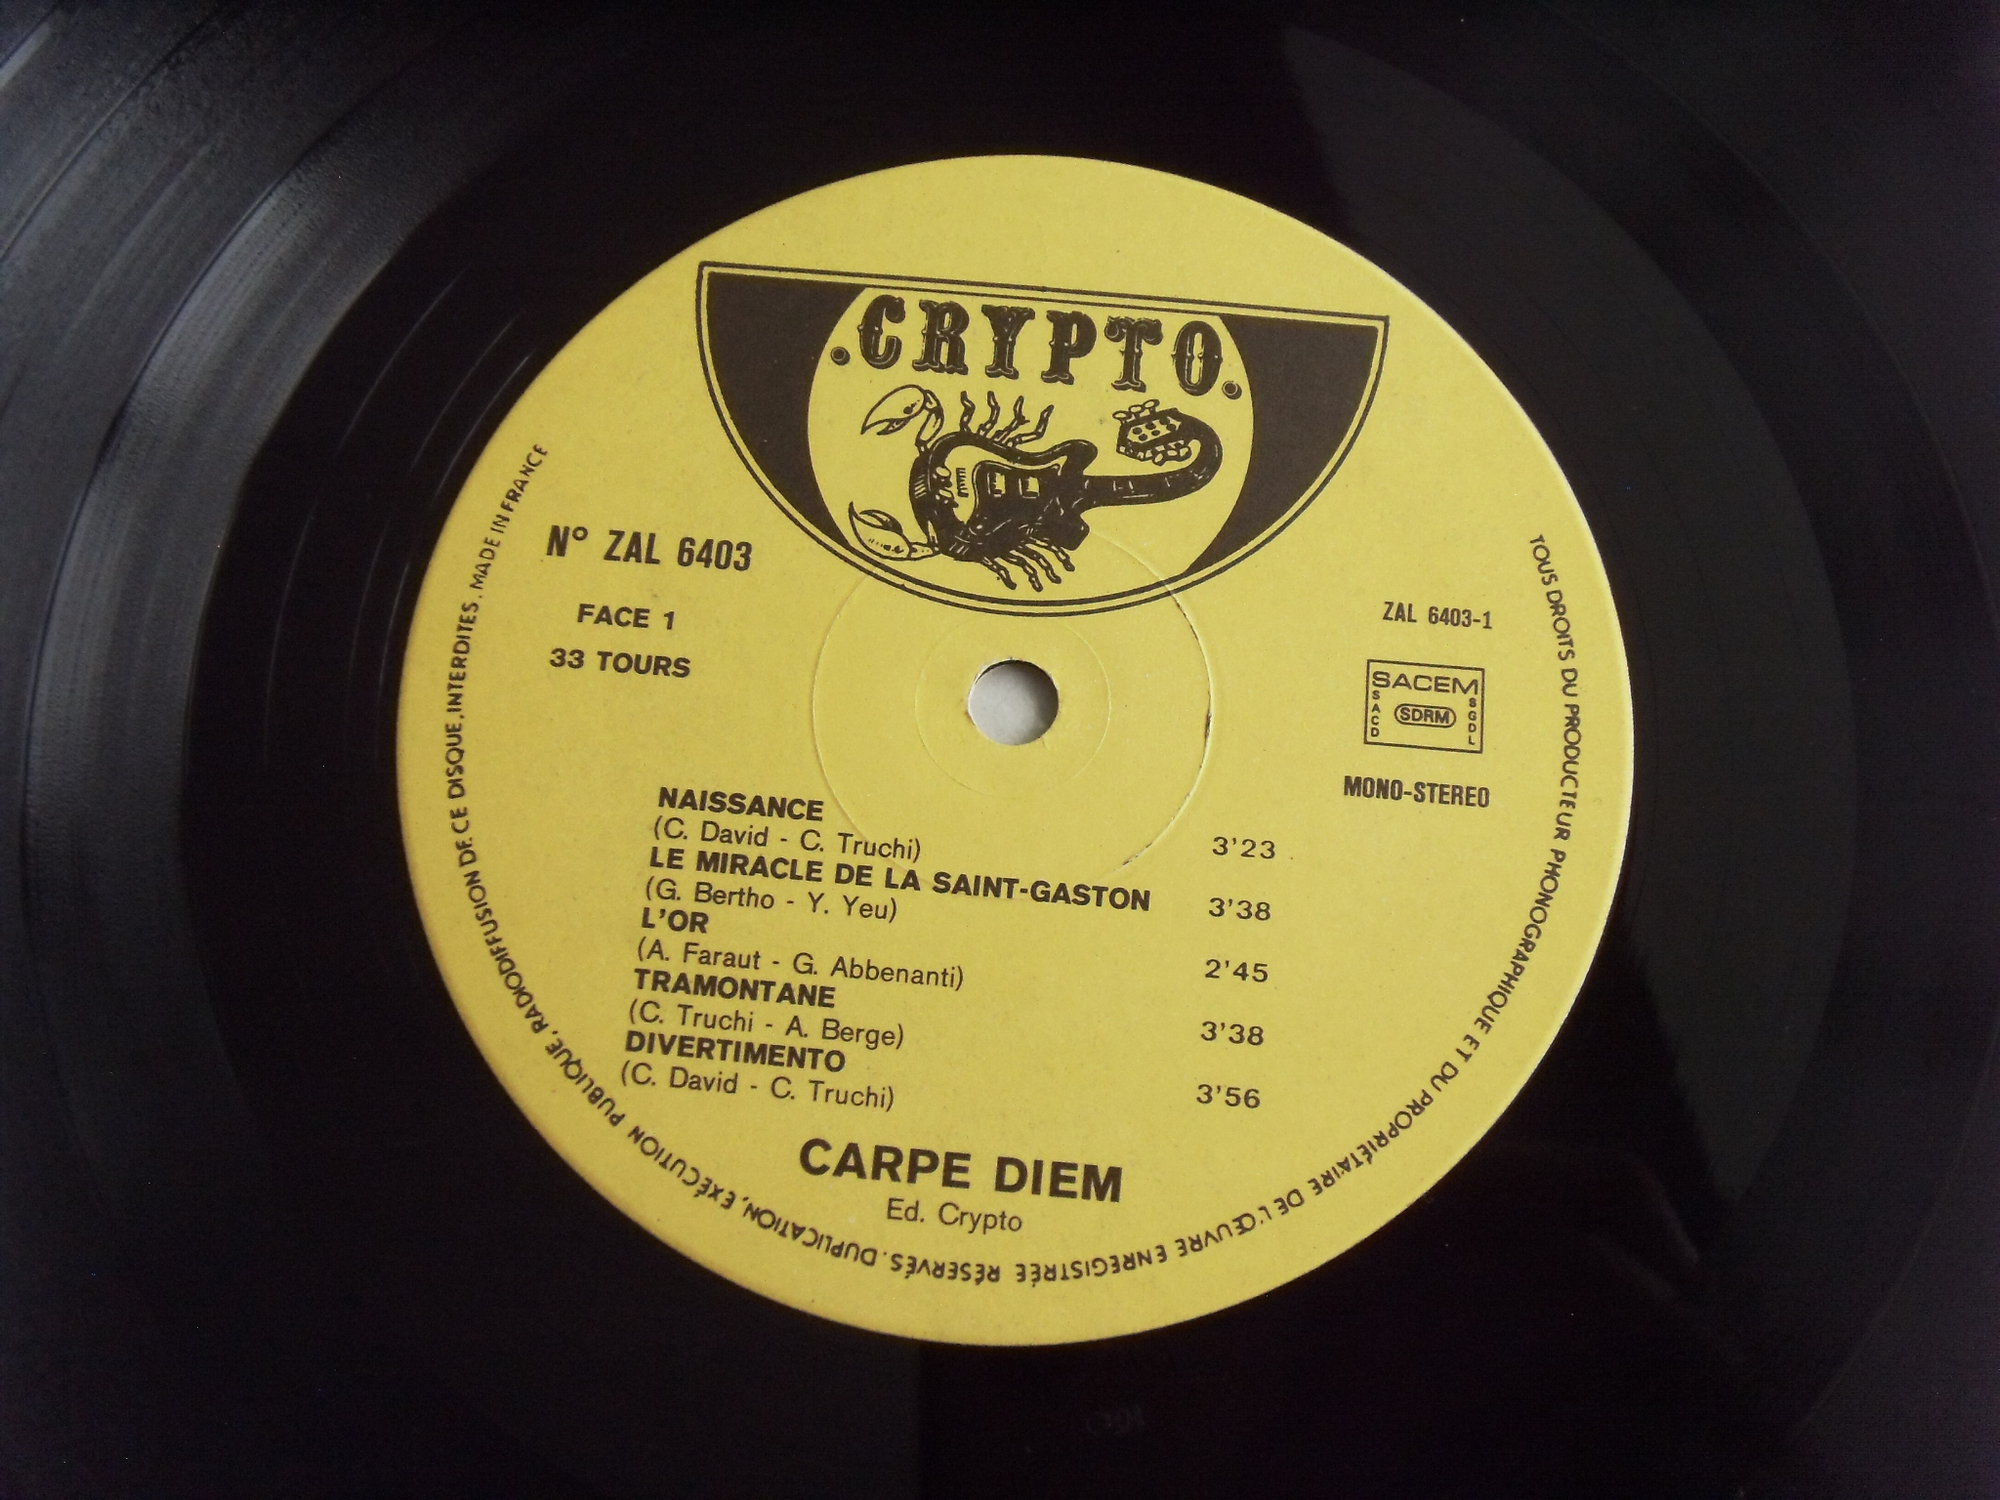 .CRYPTO.
N° ZAL 6403
FACE 1
33 TOURS
ZAL 6403-1
SACEM
SACD
SDRM
SGDL
MONO-STEREO
NAISSANCE
(C. David - C. Truchi) 3'23
LE MIRACLE DE LA SAINT-GASTON
(G. Bertho - Y. Yeu) 3'38
L'OR
(A. Faraut - G. Abbenanti) 2'45
TRAMONTANE
(C. Truchi - A. Berge) 3'38
DIVERTIMENTO
(C. David - C. Truchi) 3'56
CARPE DIEM
Ed. Crypto
TOUS DROITS DU PRODUCTEUR PHONOGRAPHIQUE ET DU PROPRIÉTAIRE DE L'ŒUVRE ENREGISTRÉE RÉSERVÉS. DUPLICATION, EXÉCUTION PUBLIQUE, RADIODIFFUSION DE CE DISQUE, INTERDITES. MADE IN FRANCE